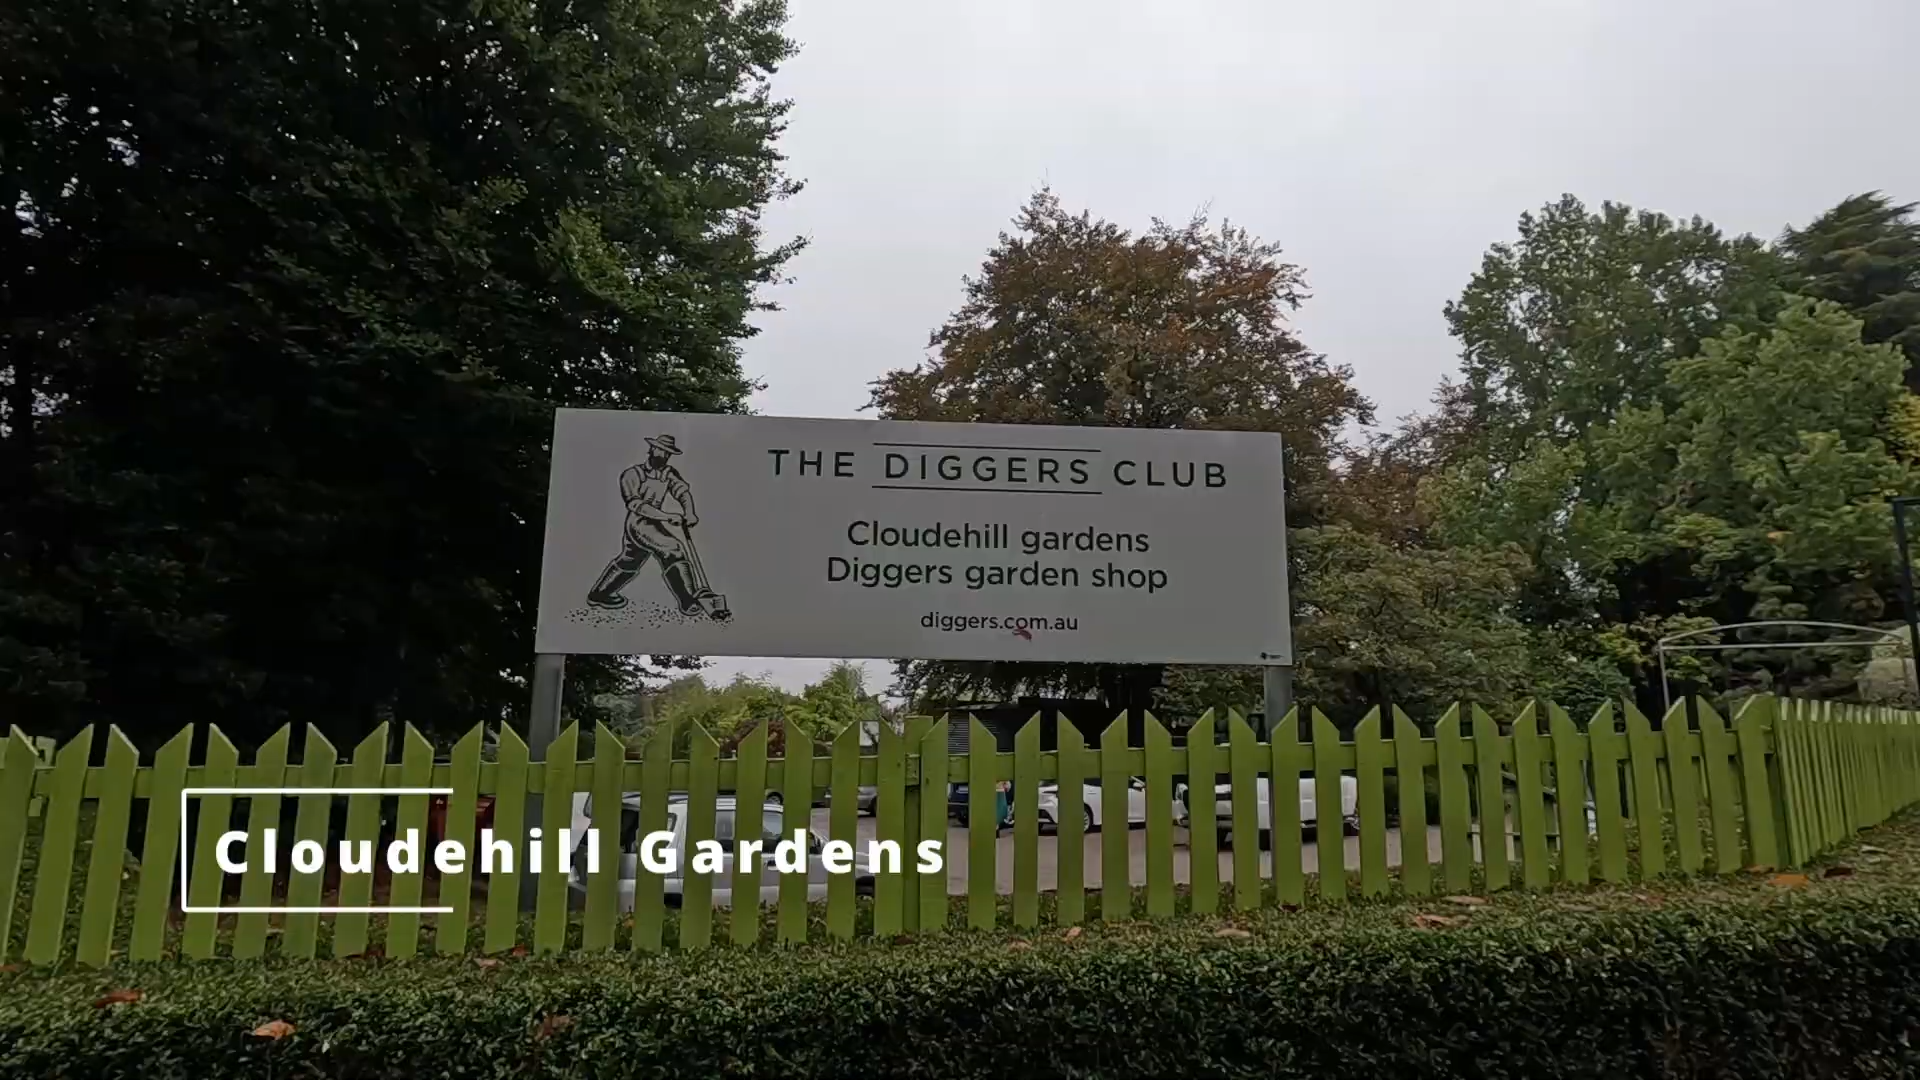 THE DIGGERS CLUB
Cloudehill gardens
Diggers garden shop
diggers.com.au
Cloudehill Gardens